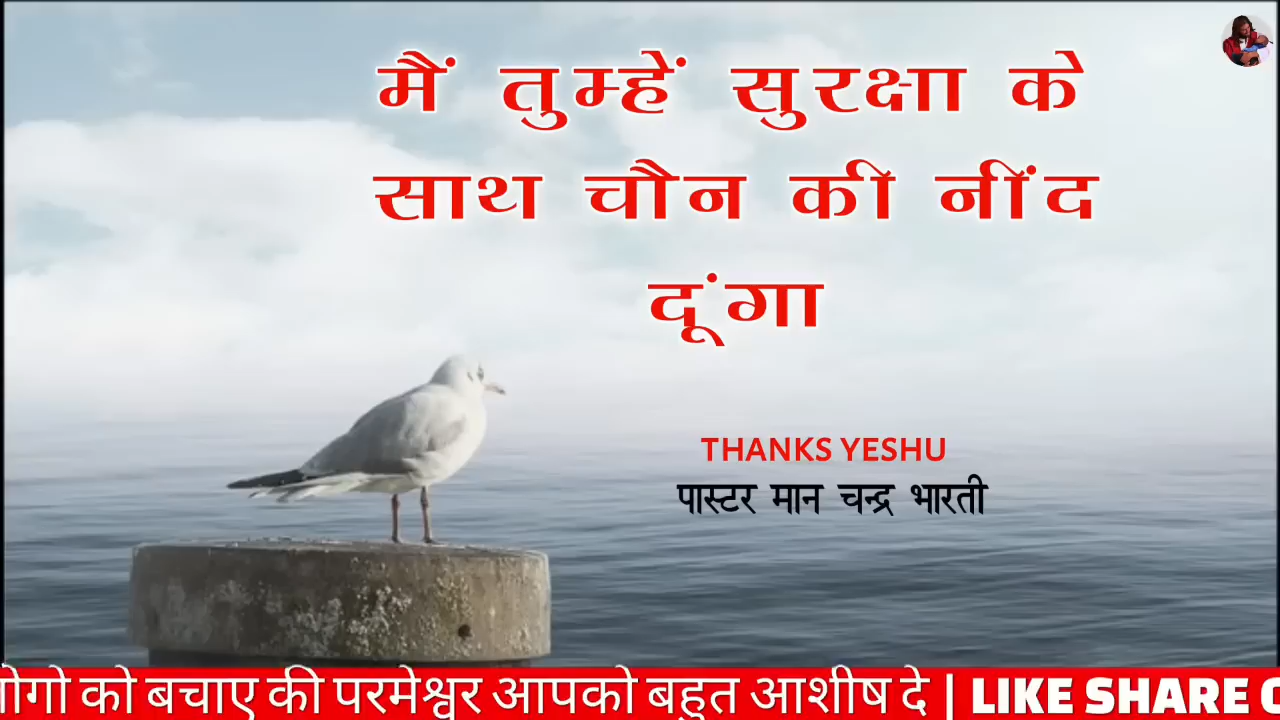 मैं तुम्हें सुरक्षा के
साथ चौन की नींद
दूंगा
THANKS YESHU
पास्टर मान चन्द्र भारती
को बचाए की परमेश्वर आपको बहुत आशीष दे | LIKE SHARE